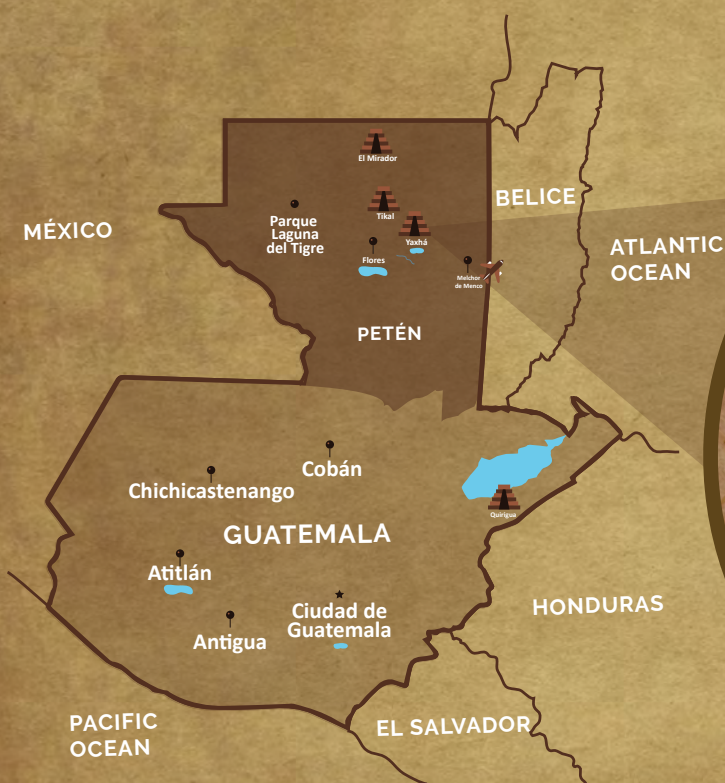 El Mirador
BELICE
Tikal
Parque
Laguna
del Tigre
MÉXICO
Yaxhá
ATLANTIC
OCEAN
Flores
Melchor
de Menco
PETÉN
Cobán
Chichicastenango
Quirigua
GUATEMALA
Atitlán
HONDURAS
Ciudad de
Guatemala
Antigua
PACIFIC
OCEAN
EL SALVADOR